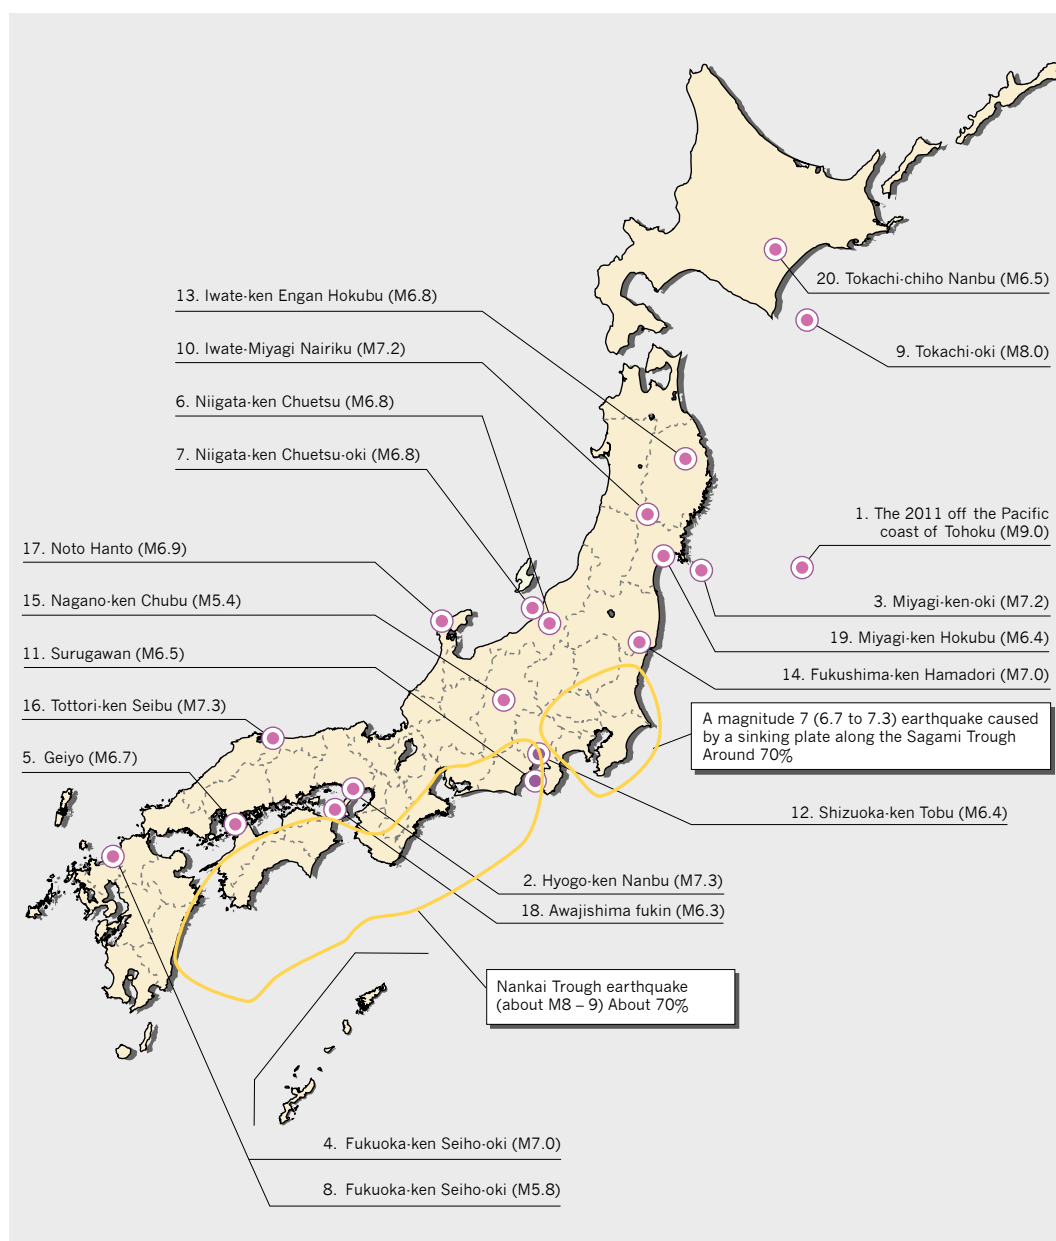 20. Tokachi-chiho Nanbu (M6.5)
13. Iwate-ken Engan Hokubu (M6.8)
10. Iwate-Miyagi Nairiku (M7.2)
9. Tokachi-oki (M8.0)
6. Niigata-ken Chuetsu (M6.8)
7. Niigata-ken Chuetsu-oki (M6.8)
1. The 2011 off the Pacific
coast of Tohoku (M9.0)
17. Noto Hanto (M6.9)
15. Nagano-ken Chubu (M5.4)
3. Miyagi-ken-oki (M7.2)
19. Miyagi-ken Hokubu (M6.4)
11. Surugawan (M6.5)
14. Fukushima-ken Hamadori (M7.0)
16. Tottori-ken Seibu (M7.3)
A magnitude 7 (6.7 to 7.3) earthquake caused
by a sinking plate along the Sagami Trough
Around 70%
5. Geiyo (M6.7)
12. Shizuoka-ken Tobu (M6.4)
2. Hyogo-ken Nanbu (M7.3)
18. Awajishima fukin (M6.3)
Nankai Trough earthquake
(about M8 – 9) About 70%
4. Fukuoka-ken Seiho-oki (M7.0)
8. Fukuoka-ken Seiho-oki (M5.8)